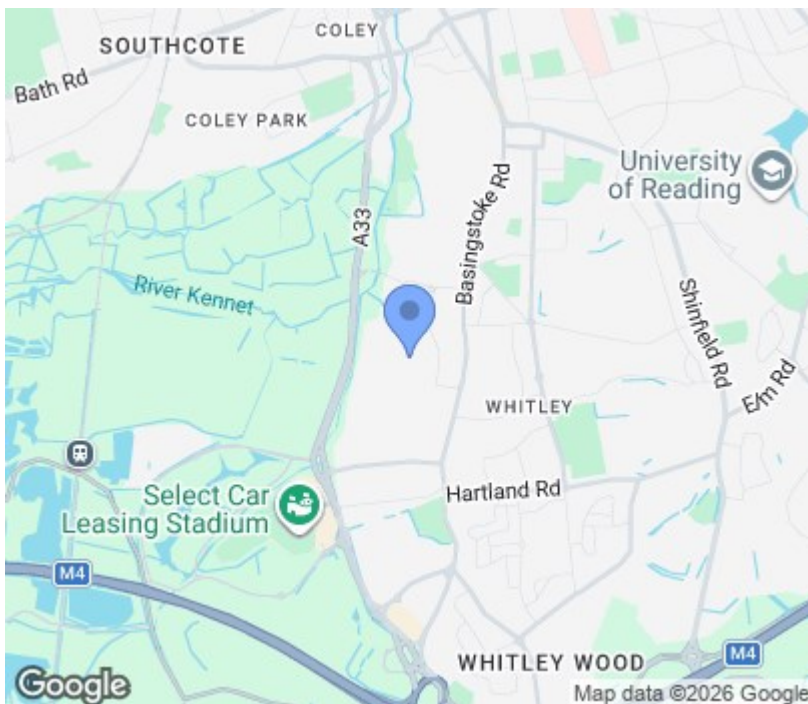 SOUTHCOTE
COLEY
Bath Rd
COLEY PARK
University
of Reading
A33
Basingstoke Rd
River Kennet
Shinfield Rd
E/m Rd
WHITLEY
Hartland Rd
Select Car
Leasing Stadium
M4
WHITLEY WOOD
M4
Google
Map data ©2026 Google